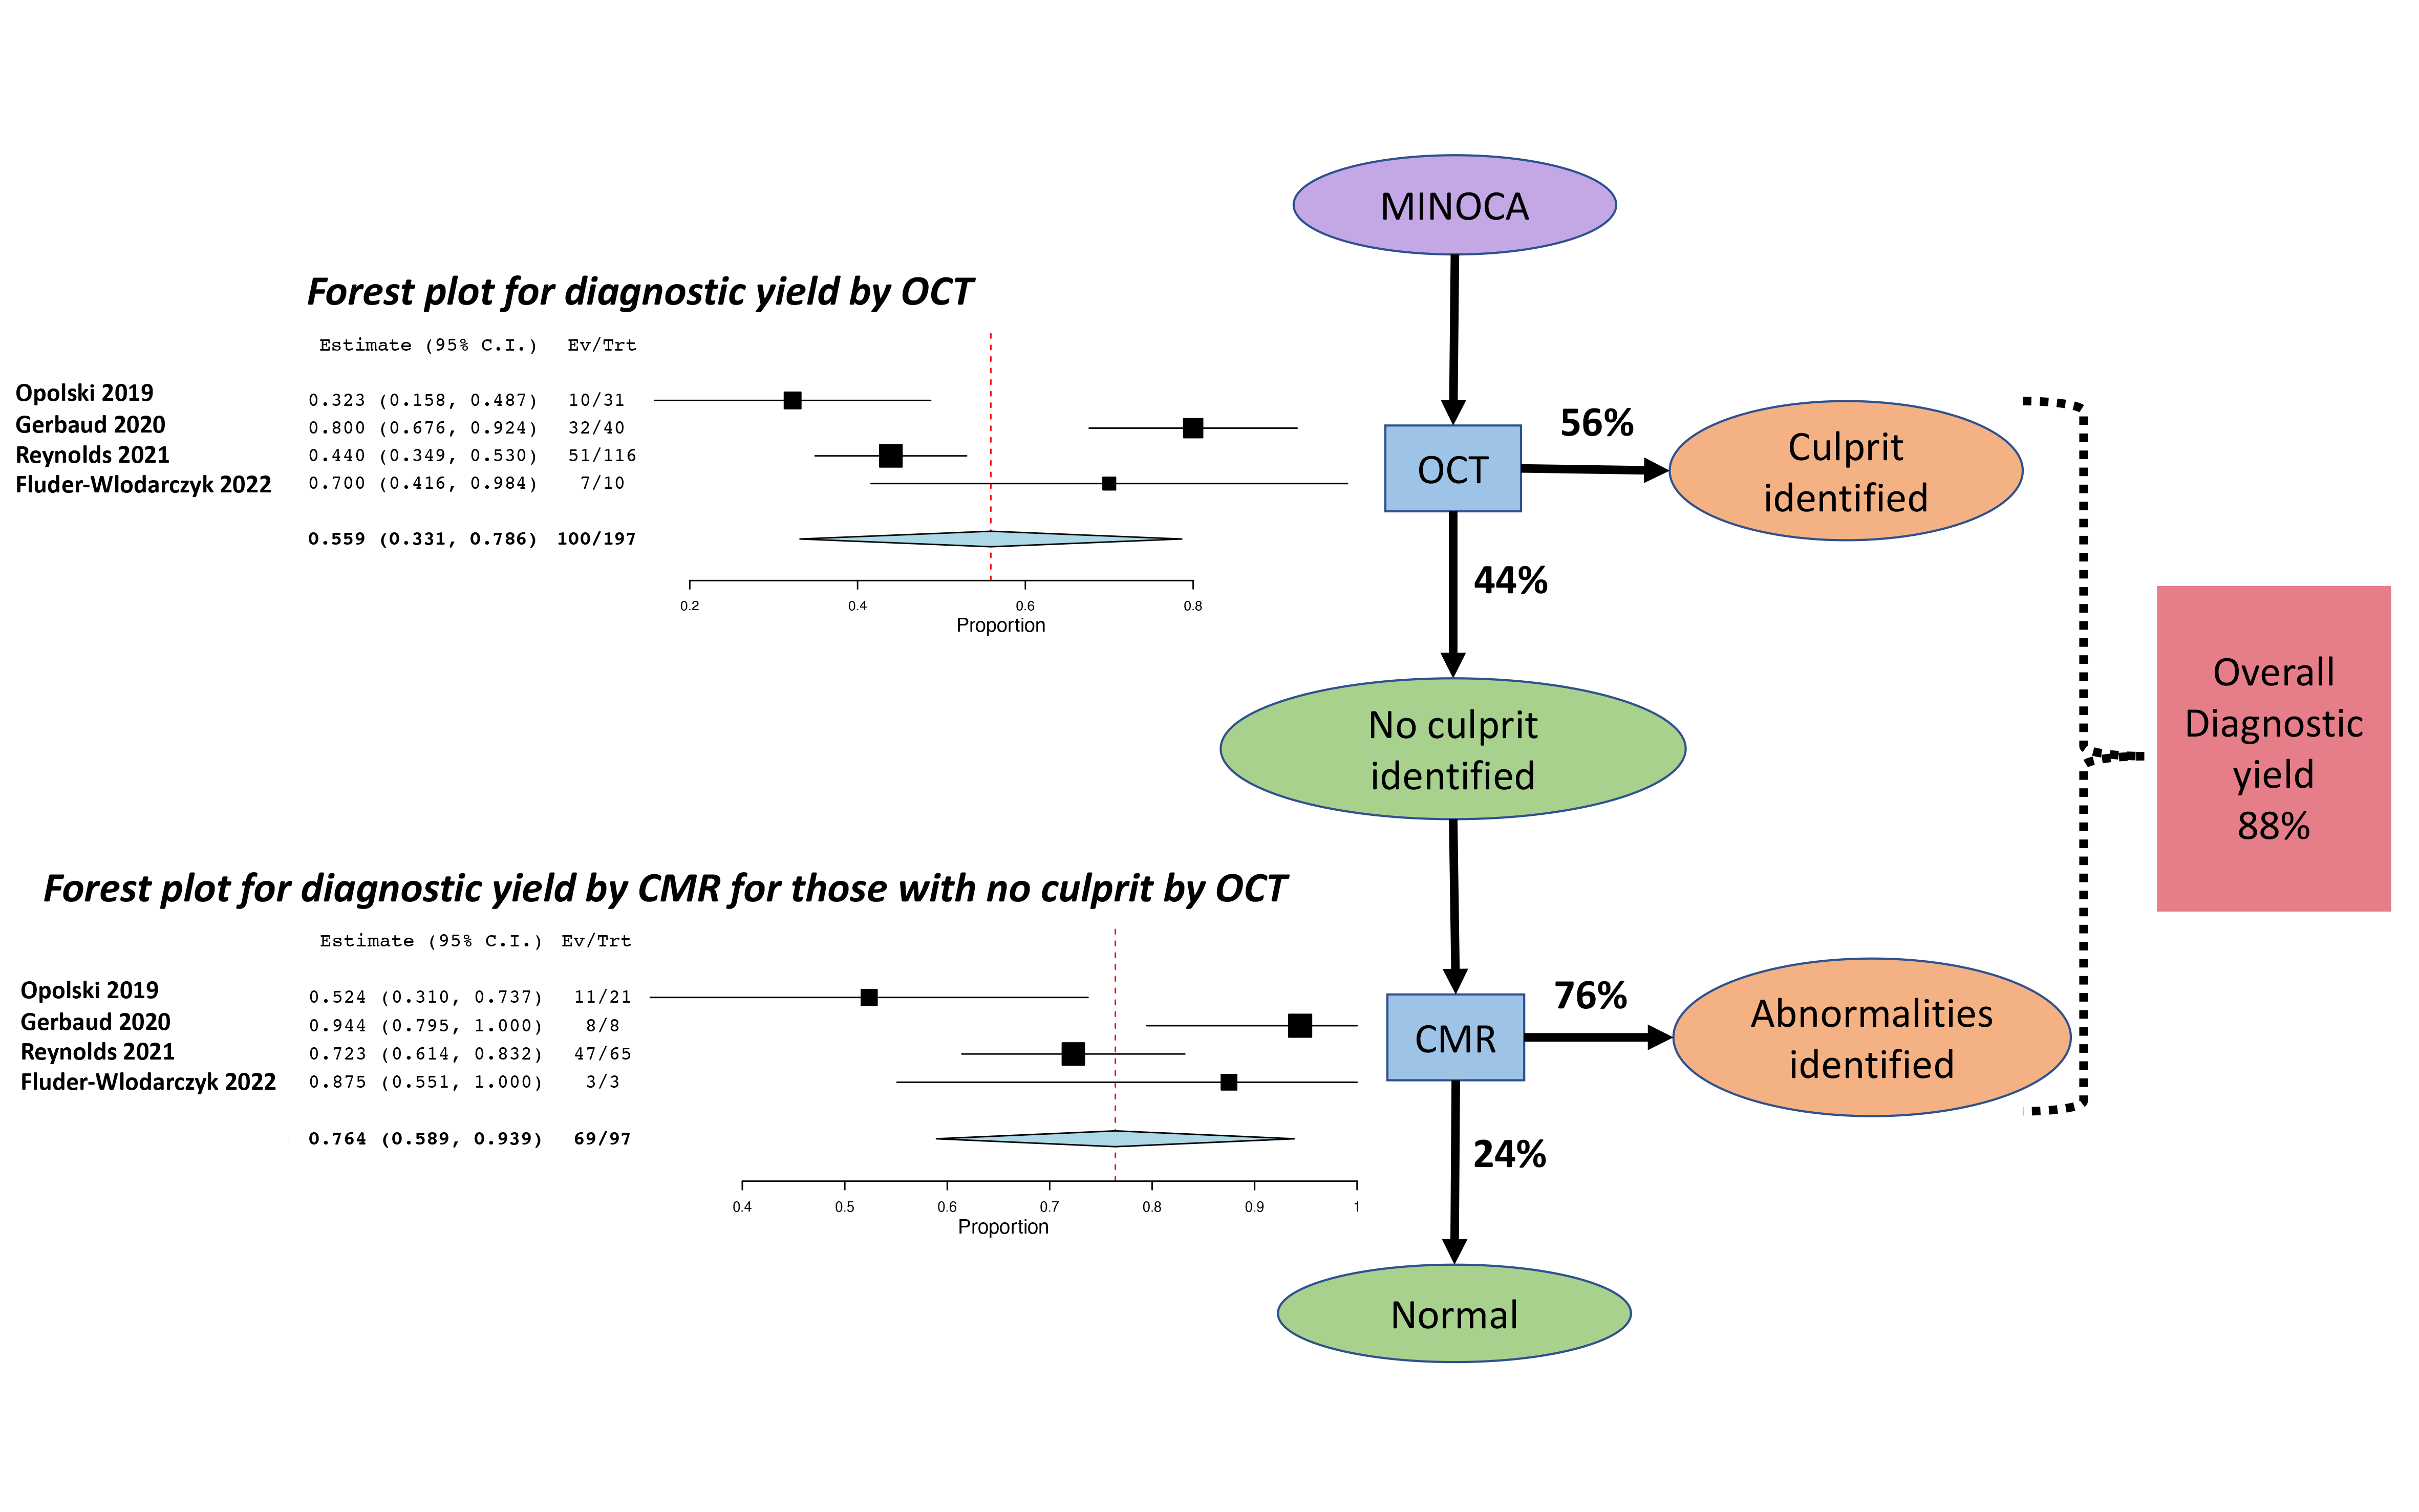 MINOCA
Forest plot for diagnostic yield by OCT
Estimate (95% C.I.) Ev/Trt
Opolski 2019 0.323 (0.158, 0.487) 10/31
Gerbaud 2020 0.800 (0.676, 0.924) 32/40
Reynolds 2021 0.440 (0.349, 0.530) 51/116
Fluder-Wlodarczyk 2022 0.700 (0.416, 0.984) 7/10
0.559 (0.331, 0.786) 100/197
0.2 0.4 0.6 0.8
Proportion
OCT
56%
Culprit
identified
44%
No culprit
identified
Overall
Diagnostic
yield
88%
Forest plot for diagnostic yield by CMR for those with no culprit by OCT
Estimate (95% C.I.) Ev/Trt
Opolski 2019 0.524 (0.310, 0.737) 11/21
Gerbaud 2020 0.944 (0.795, 1.000) 8/8
Reynolds 2021 0.723 (0.614, 0.832) 47/65
Fluder-Wlodarczyk 2022 0.875 (0.551, 1.000) 3/3
0.764 (0.589, 0.939) 69/97
0.4 0.5 0.6 0.7 0.8 0.9 1
Proportion
CMR
76%
Abnormalities
identified
24%
Normal